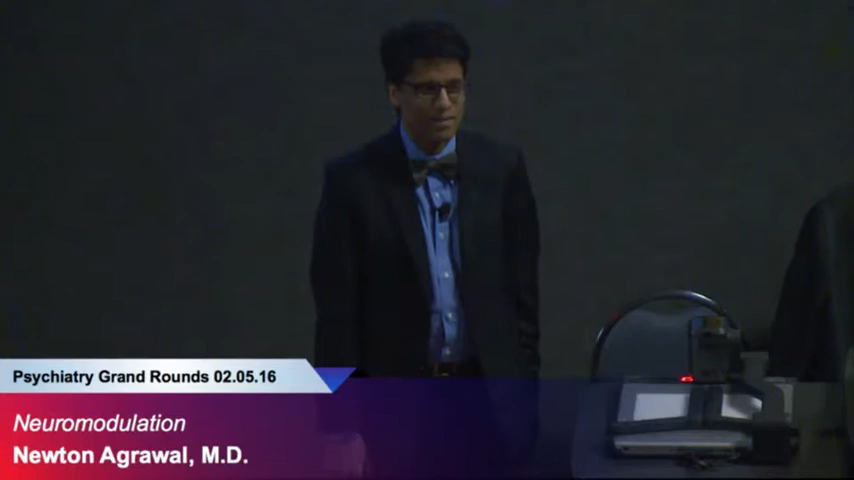 Psychiatry Grand Rounds 02.05.16
Neuromodulation
Newton Agrawal, M.D.